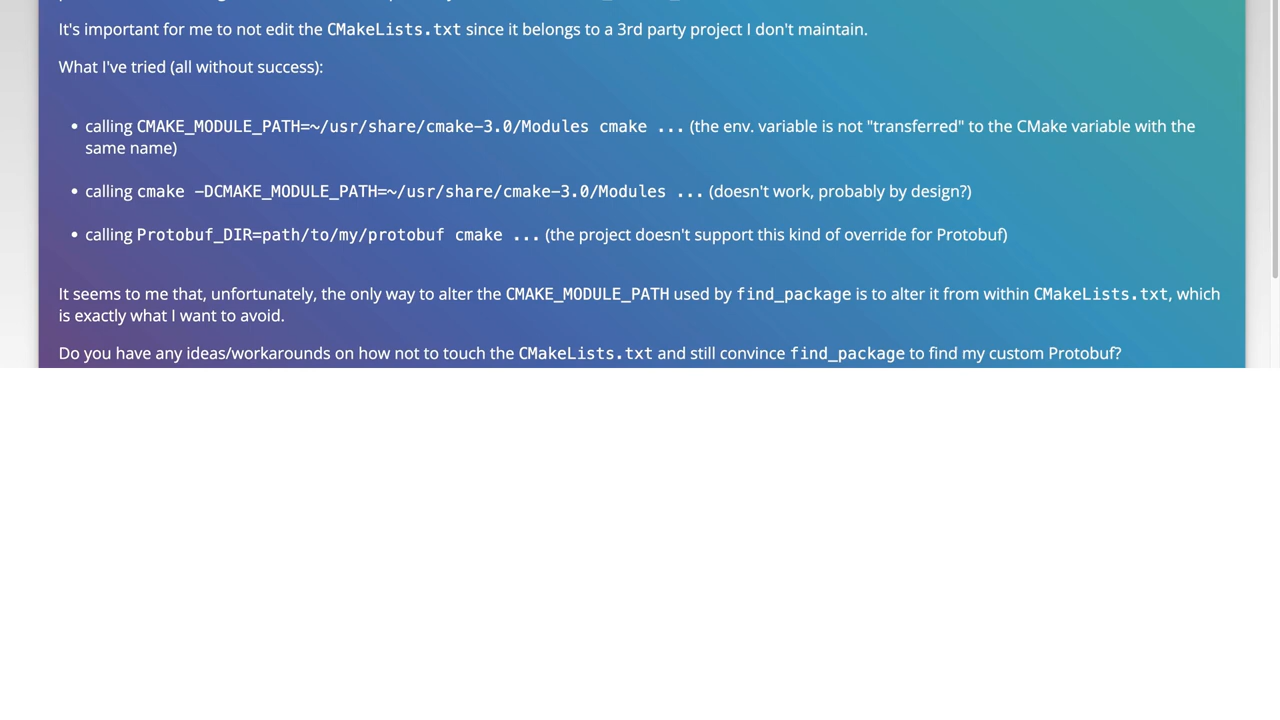 It's important for me to not edit the CMakeLists.txt since it belongs to a 3rd party project I don't maintain.
What I've tried (all without success):
• calling CMAKE_MODULE_PATH=~/usr/share/cmake-3.0/Modules cmake ... (the env. variable is not "transferred" to the CMake variable with the
same name)
• calling cmake -DCMAKE_MODULE_PATH=~/usr/share/cmake-3.0/Modules ... (doesn't work, probably by design?)
• calling Protobuf_DIR=path/to/my/protobuf cmake ... (the project doesn't support this kind of override for Protobuf)
It seems to me that, unfortunately, the only way to alter the CMAKE_MODULE_PATH used by find_package is to alter it from within CMakeLists.txt, which
is exactly what I want to avoid.
Do you have any ideas/workarounds on how not to touch the CMakeLists.txt and still convince find_package to find my custom Protobuf?